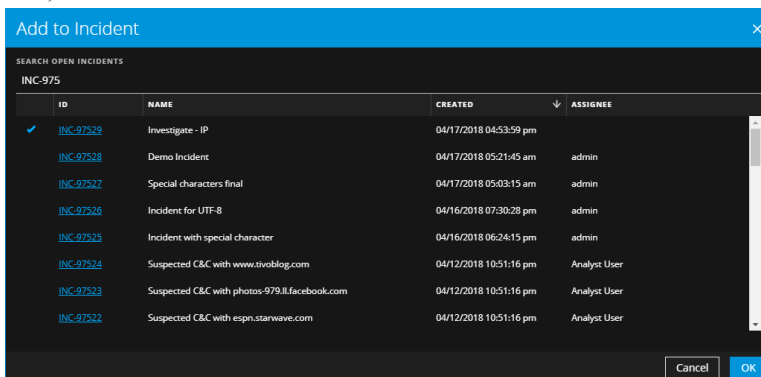 Add to Incident
SEARCH OPEN INCIDENTS
INC-975
ID NAME CREATED ASSIGNEE
INC-97529 Investigate - IP 04/17/2018 04:53:59 pm
INC-97528 Demo Incident 04/17/2018 05:21:45 am admin
INC-97527 Special characters final 04/17/2018 05:03:15 am admin
INC-97526 Incident for UTF-8 04/16/2018 07:30:28 pm admin
INC-97525 Incident with special character 04/16/2018 06:24:15 pm admin
INC-97524 Suspected C&C with www.tivoblog.com 04/12/2018 10:51:16 pm Analyst User
INC-97523 Suspected C&C with photos-979.ll.facebook.com 04/12/2018 10:51:16 pm Analyst User
INC-97522 Suspected C&C with espn.starwave.com 04/12/2018 10:51:16 pm Analyst User
Cancel OK